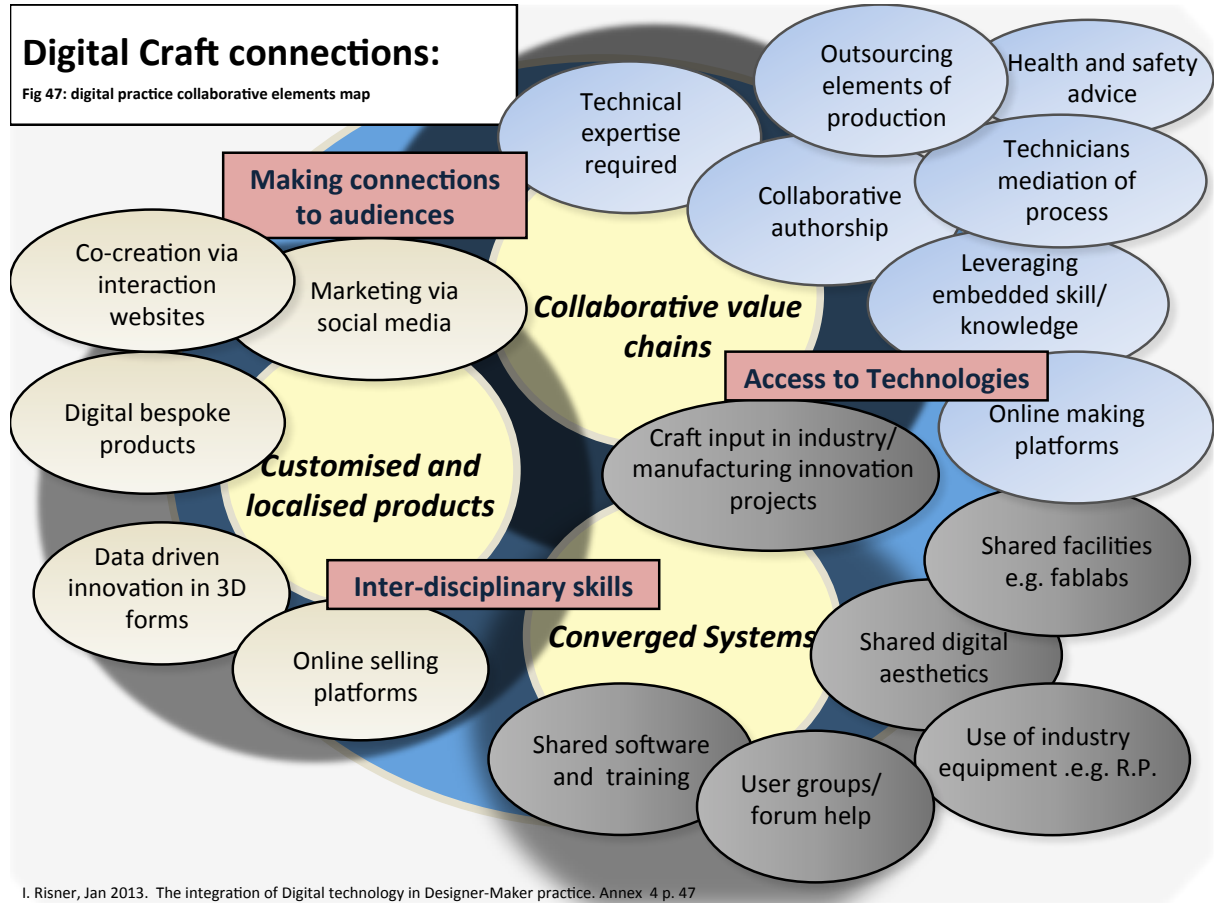 Digital Craft connections:
Fig 47: digital practice collaborative elements map
Outsourcing
elements of
production
Health and safety
advice
Technical
expertise
required
Technicians
mediation of
process
Collaborative
authorship
Making connections
to audiences
Co-creation via
interaction
websites
Marketing via
social media
Leveraging
embedded skill/
knowledge
Collaborative value
chains
Access to Technologies
Digital bespoke
products
Online making
platforms
Craft input in industry/
manufacturing innovation
projects
Customised and
localised products
Data driven
innovation in 3D
forms
Shared facilities
e.g. fablabs
Inter-disciplinary skills
Converged Systems
Shared digital
aesthetics
Online selling
platforms
Shared software
and training
User groups/
forum help
Use of industry
equipment .e.g. R.P.
I. Risner, Jan 2013. The integration of Digital technology in Designer-Maker practice. Annex 4 p. 47